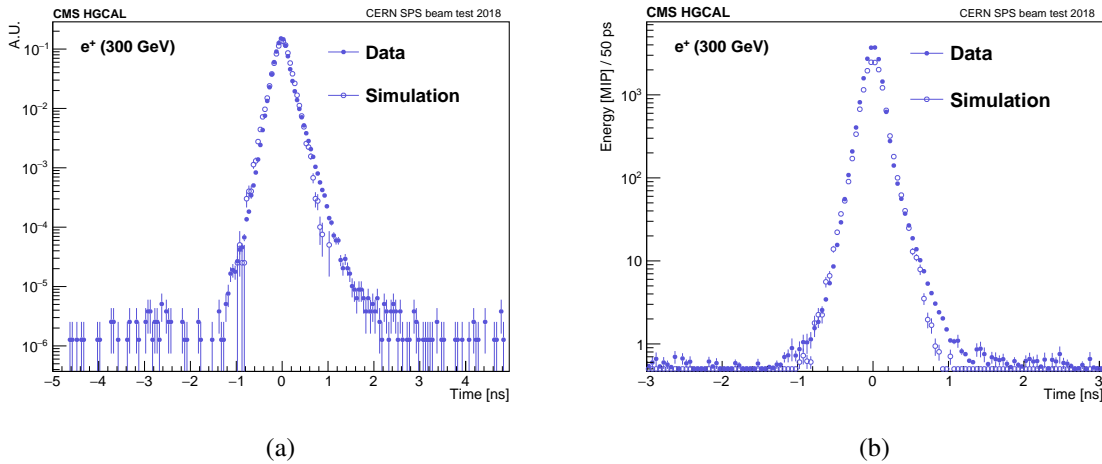 CMS HGCAL
CERN SPS beam test 2018
A.U.
e⁺ (300 GeV)
Data
Simulation
10⁻¹
10⁻²
10⁻³
10⁻⁴
10⁻⁵
10⁻⁶
−5 −4 −3 −2 −1 0 1 2 3 4
Time [ns]
(a)
CMS HGCAL
CERN SPS beam test 2018
Energy [MIP] / 50 ps
e⁺ (300 GeV)
Data
Simulation
10³
10²
10
1
−3 −2 −1 0 1 2 3
Time [ns]
(b)